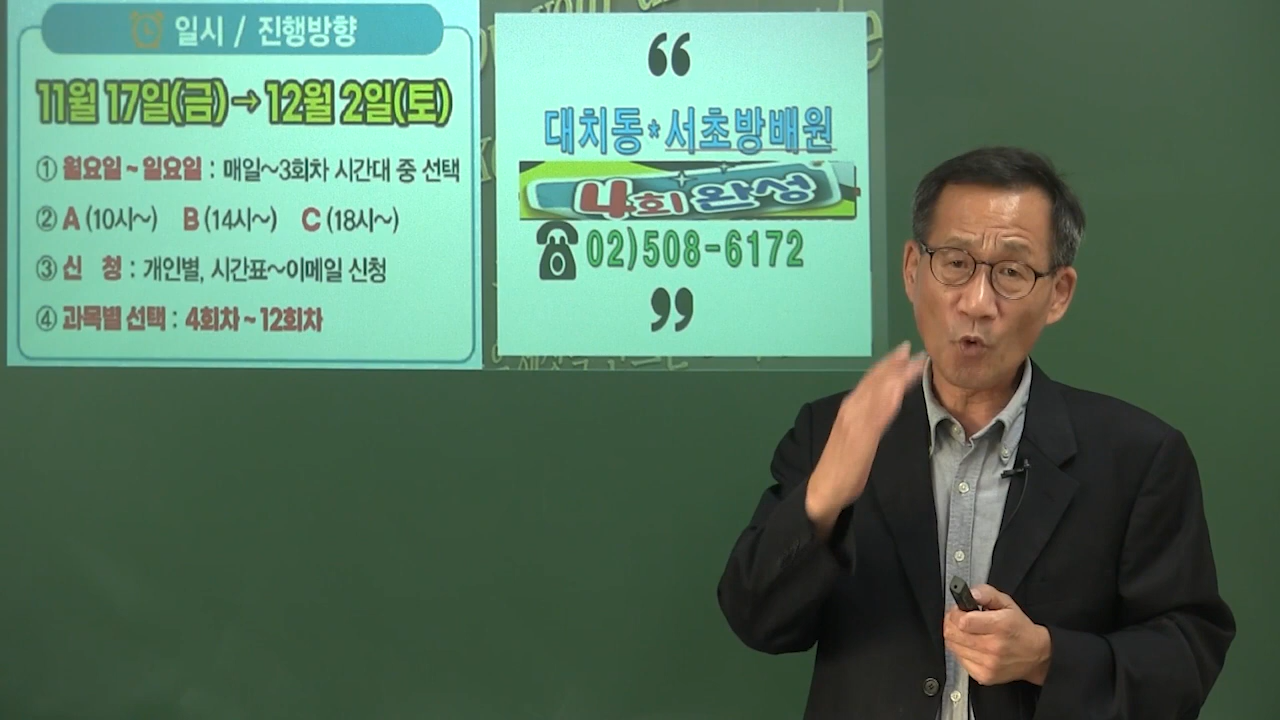 일시 / 진행방향
11월 17일(금)→12월 2일(토)
① 월요일 ~ 일요일 : 매일~3회차 시간대 중 선택
② A (10시~) B (14시~) C (18시~)
③ 신 청 : 개인별, 시간표~이메일 신청
④ 과목별 선택 : 4회차 ~ 12회차
“
대치동*서초방배원
4회 완성
☎02)508-6172
”